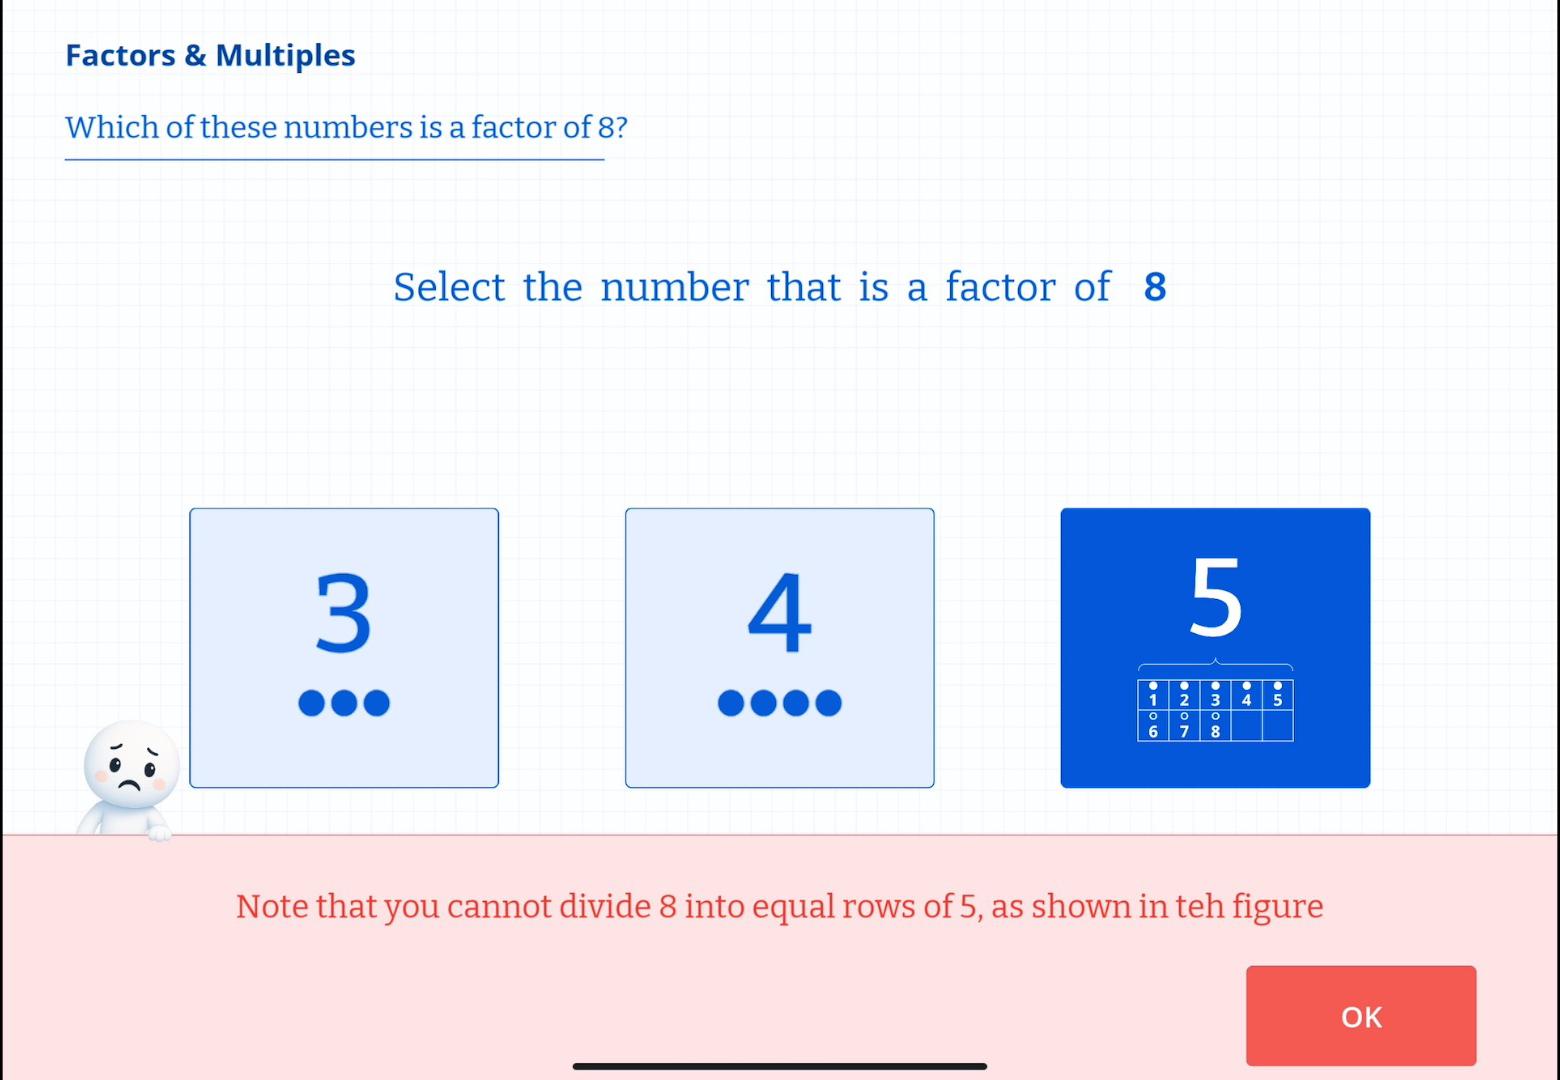 Factors & Multiples
Which of these numbers is a factor of 8?
Select the number that is a factor of 8
3
4
5
1 2 3 4 5
6 7 8
Note that you cannot divide 8 into equal rows of 5, as shown in teh figure
OK